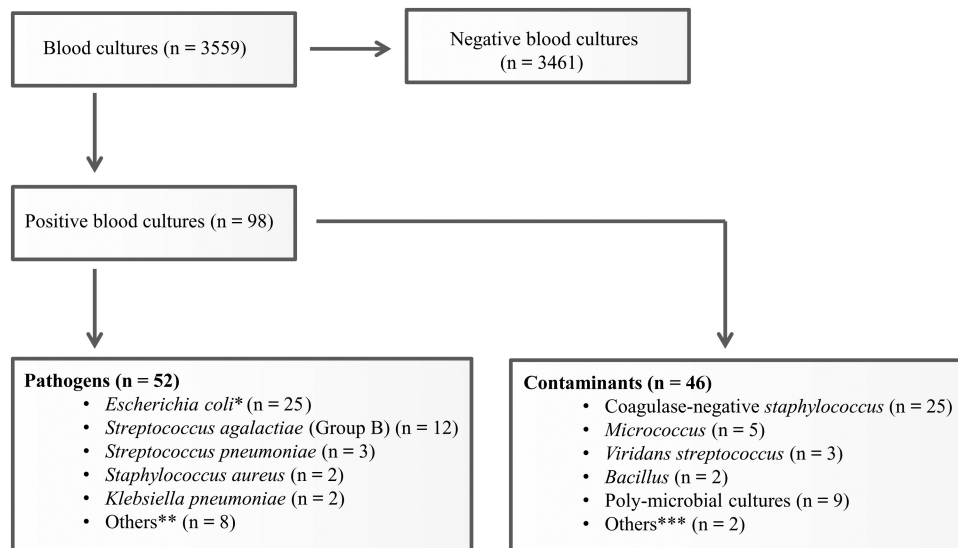 Blood cultures (n = 3559)
Negative blood cultures
(n = 3461)
Positive blood cultures (n = 98)
Pathogens (n = 52)
• Escherichia coli* (n = 25)
• Streptococcus agalactiae (Group B) (n = 12)
• Streptococcus pneumoniae (n = 3)
• Staphylococcus aureus (n = 2)
• Klebsiella pneumoniae (n = 2)
• Others** (n = 8)
Contaminants (n = 46)
• Coagulase-negative staphylococcus (n = 25)
• Micrococcus (n = 5)
• Viridans streptococcus (n = 3)
• Bacillus (n = 2)
• Poly-microbial cultures (n = 9)
• Others*** (n = 2)